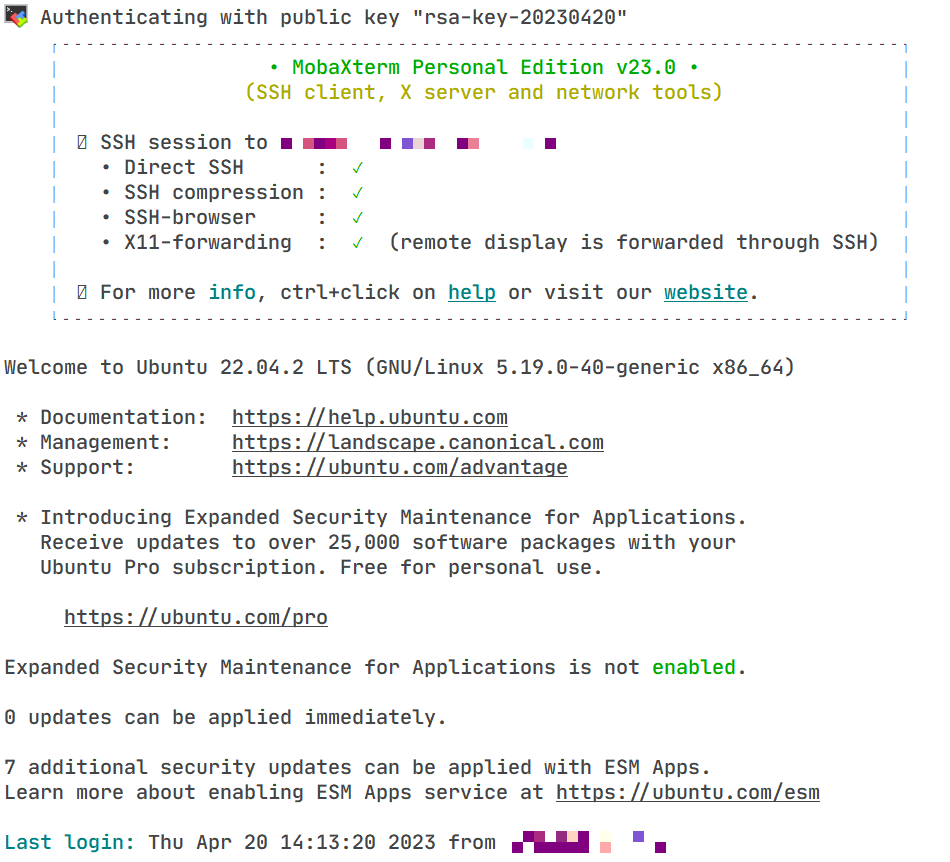 Authenticating with public key "rsa-key-20230420"
• MobaXterm Personal Edition v23.0 •
(SSH client, X server and network tools)
SSH session to
• Direct SSH : ✓
• SSH compression : ✓
• SSH-browser : ✓
• X11-forwarding : ✓ (remote display is forwarded through SSH)
For more info, ctrl+click on help or visit our website.
Welcome to Ubuntu 22.04.2 LTS (GNU/Linux 5.19.0-40-generic x86_64)
* Documentation: https://help.ubuntu.com
* Management: https://landscape.canonical.com
* Support: https://ubuntu.com/advantage
* Introducing Expanded Security Maintenance for Applications.
Receive updates to over 25,000 software packages with your
Ubuntu Pro subscription. Free for personal use.
https://ubuntu.com/pro
Expanded Security Maintenance for Applications is not enabled.
0 updates can be applied immediately.
7 additional security updates can be applied with ESM Apps.
Learn more about enabling ESM Apps service at https://ubuntu.com/esm
Last login: Thu Apr 20 14:13:20 2023 from